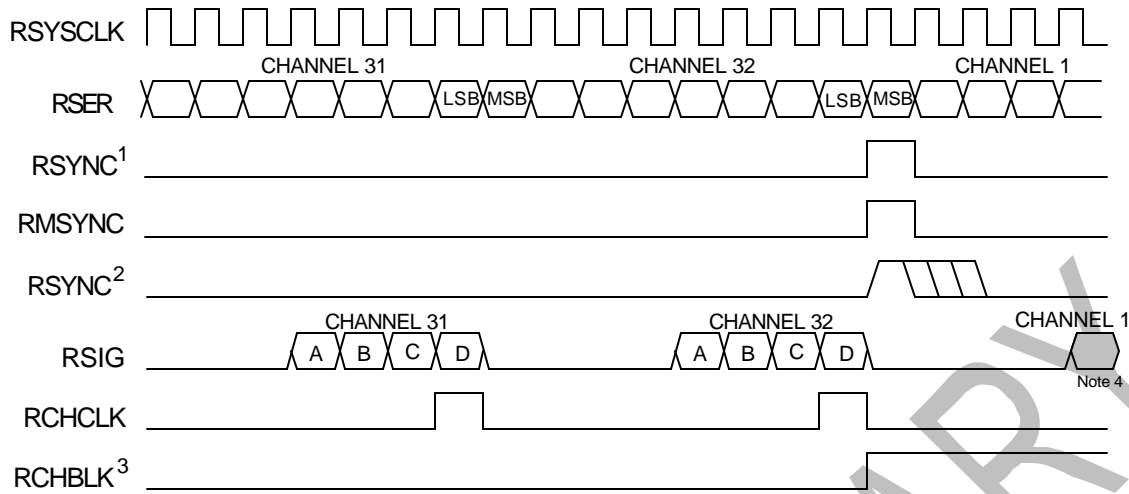 RSYSCLK
CHANNEL 31 CHANNEL 32 CHANNEL 1
RSER LSB MSB LSB MSB
RSYNC1
RMSYNC
RSYNC2
CHANNEL 31 CHANNEL 32 CHANNEL 1
RSIG A B C D A B C D
Note 4
RCHCLK
RCHBLK3